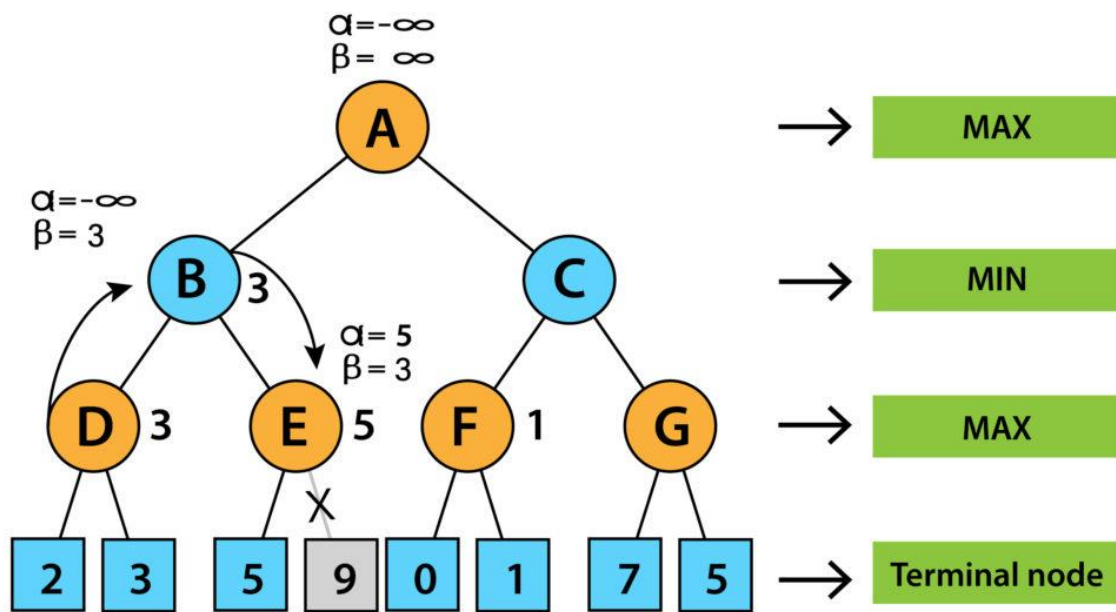 α=-∞
β= ∞
A
MAX
α=-∞
β= 3
B
3
C
MIN
α= 5
β= 3
D
3
E
5
F
1
G
MAX
X
2
3
5
9
0
1
7
5
Terminal node